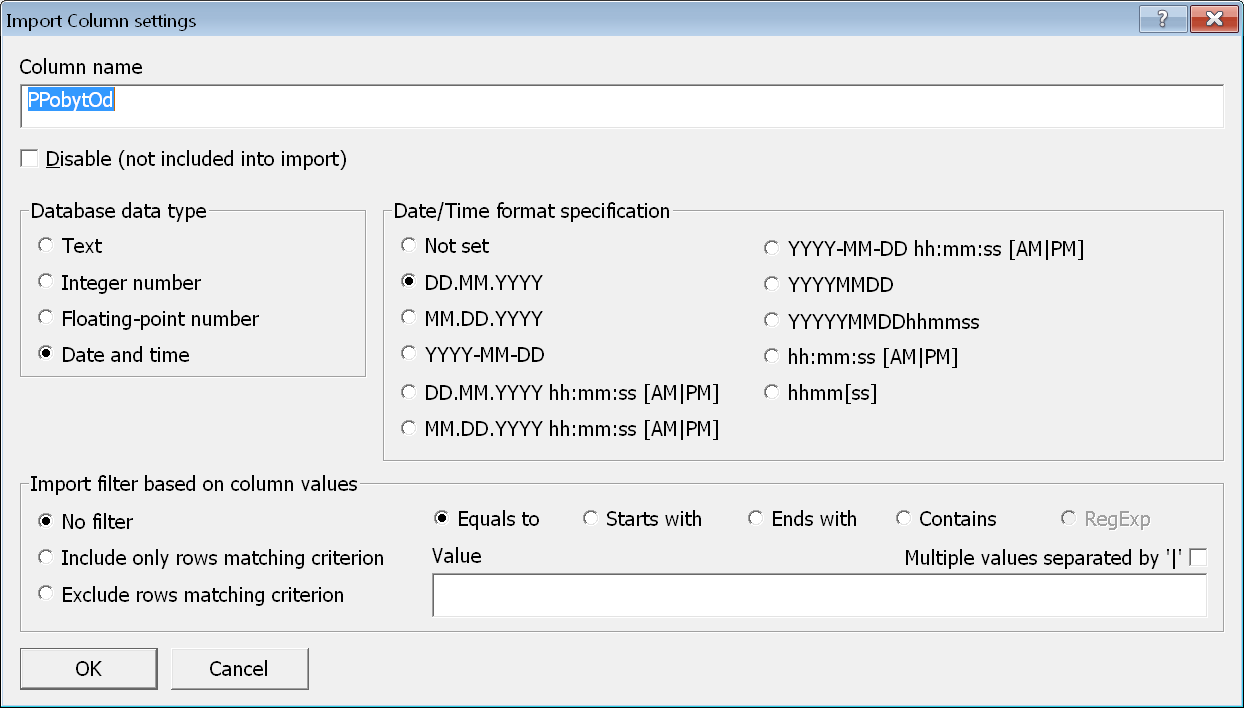 Import Column settings
?
Column name
PPobytOd
Disable (not included into import)
Database data type
Text
Integer number
Floating-point number
Date and time
Date/Time format specification
Not set
DD.MM.YYYY
MM.DD.YYYY
YYYY-MM-DD
DD.MM.YYYY hh:mm:ss [AM|PM]
MM.DD.YYYY hh:mm:ss [AM|PM]
YYYY-MM-DD hh:mm:ss [AM|PM]
YYYYMMDD
YYYYYMMDDhhmmss
hh:mm:ss [AM|PM]
hhmm[ss]
Import filter based on column values
No filter
Include only rows matching criterion
Exclude rows matching criterion
Equals to
Starts with
Ends with
Contains
RegExp
Value
Multiple values separated by '|'
OK
Cancel